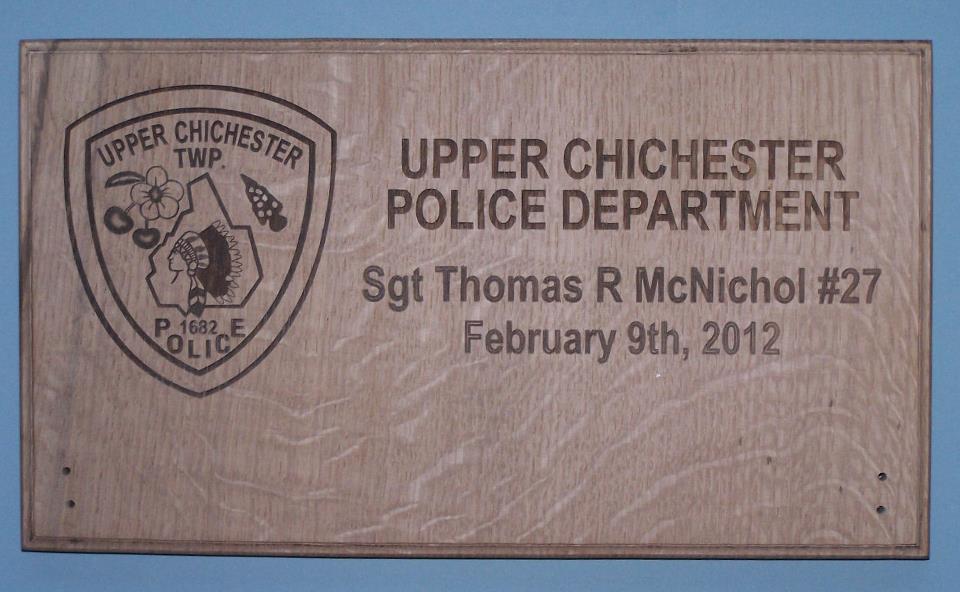 UPPER CHICHESTER
TWP.
1682
POLICE
UPPER CHICHESTER
POLICE DEPARTMENT
Sgt Thomas R McNichol #27
February 9th, 2012